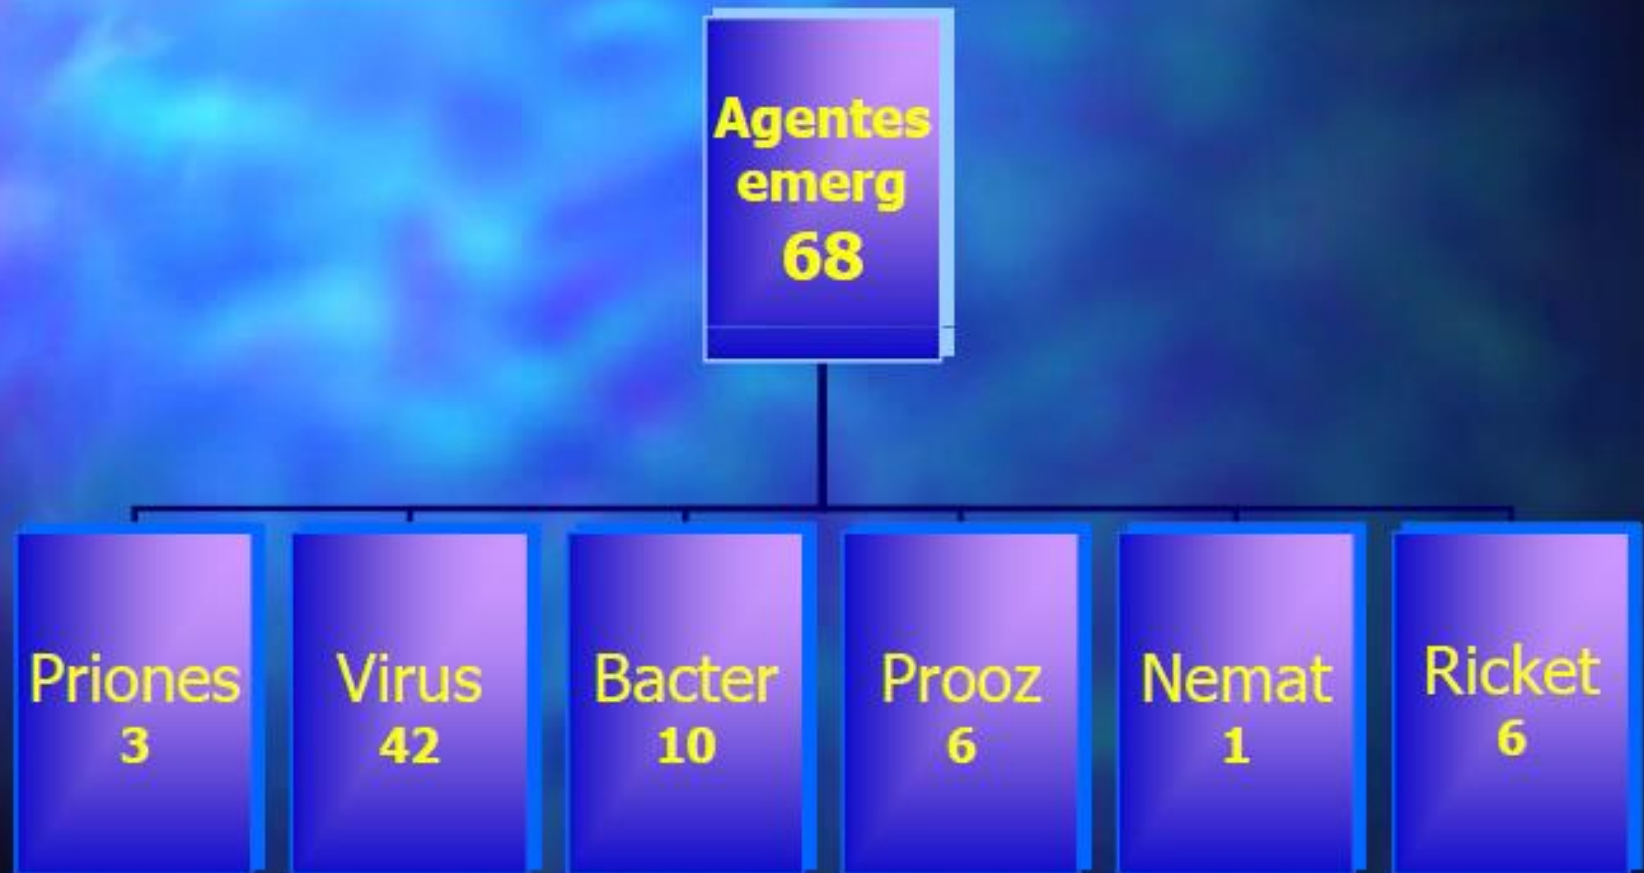 Agentes
emerg
68
Priones
3
Virus
42
Bacter
10
Prooz
6
Nemat
1
Ricket
6